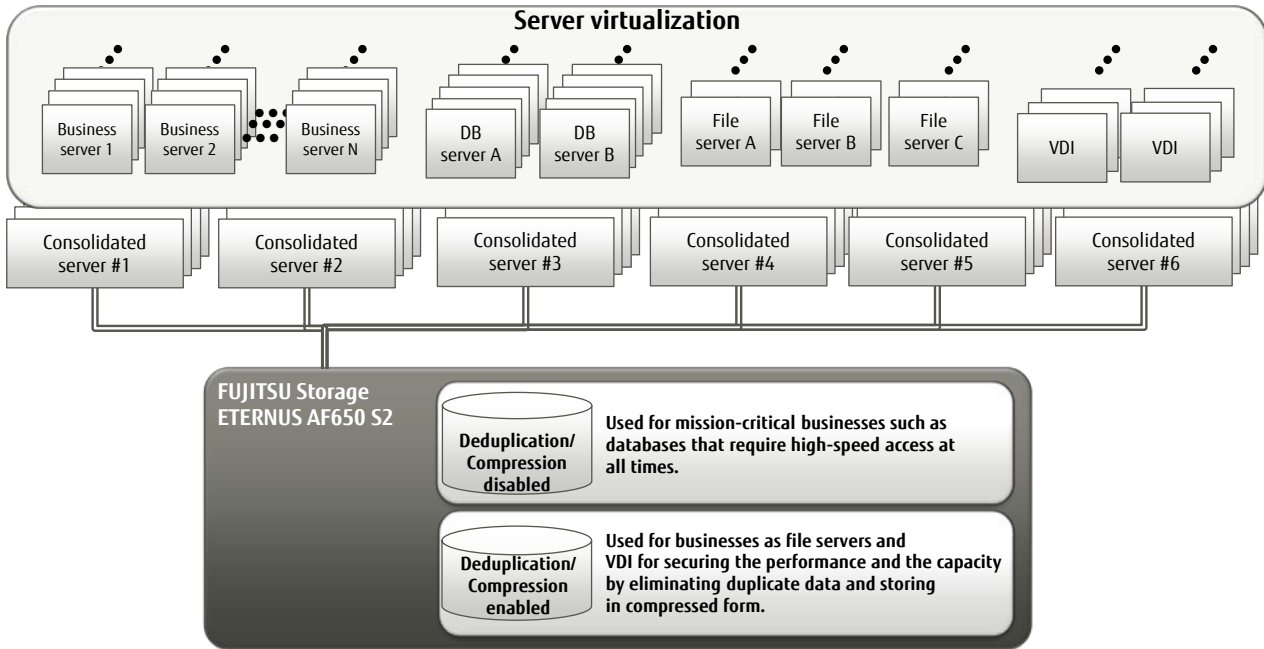 Server virtualization
Business
server 1
Business
server 2
Business
server N
DB
server A
DB
server B
File
server A
File
server B
File
server C
VDI
VDI
Consolidated
server #1
Consolidated
server #2
Consolidated
server #3
Consolidated
server #4
Consolidated
server #5
Consolidated
server #6
FUJITSU Storage
ETERNUS AF650 S2
Deduplication/
Compression
disabled
Used for mission-critical businesses such as
databases that require high-speed access at
all times.
Deduplication/
Compression
enabled
Used for businesses as file servers and
VDI for securing the performance and the capacity
by eliminating duplicate data and storing
in compressed form.